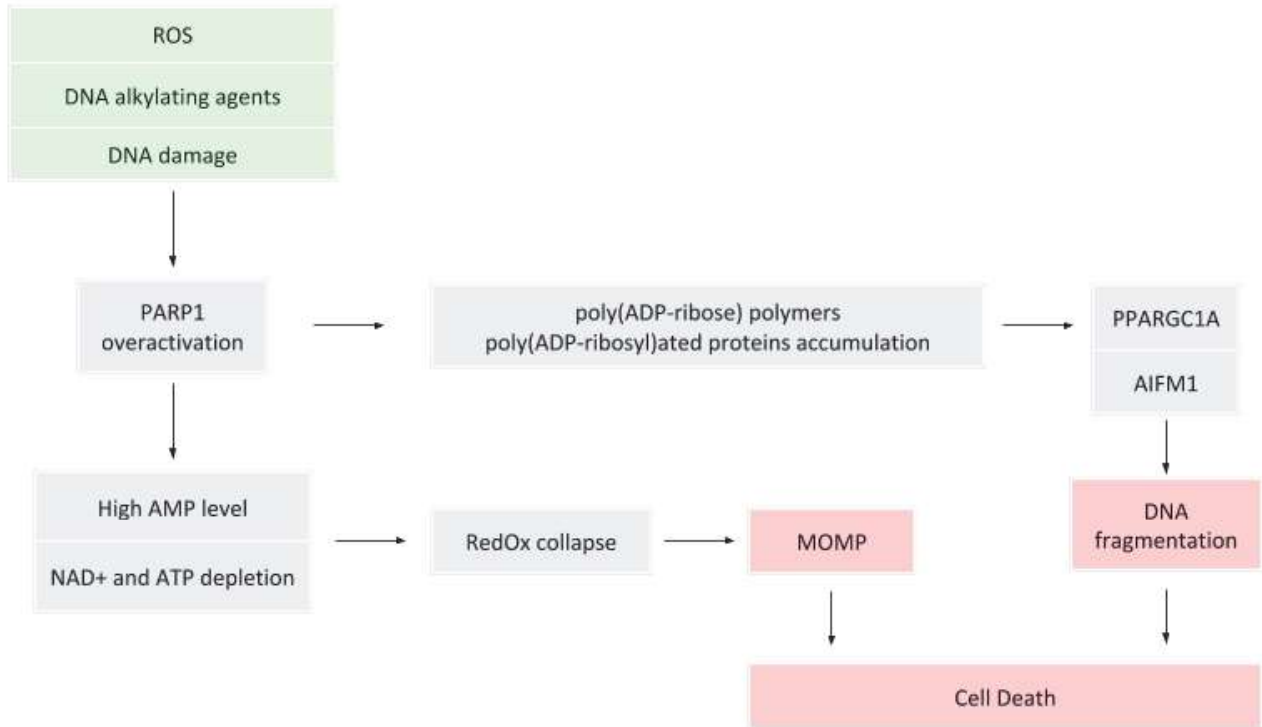 ROS
DNA alkylating agents
DNA damage
PARP1
overactivation
poly(ADP-ribose) polymers
poly(ADP-ribosyl)ated proteins accumulation
PPARGC1A
AIFM1
High AMP level
NAD+ and ATP depletion
RedOx collapse
MOMP
DNA
fragmentation
Cell Death